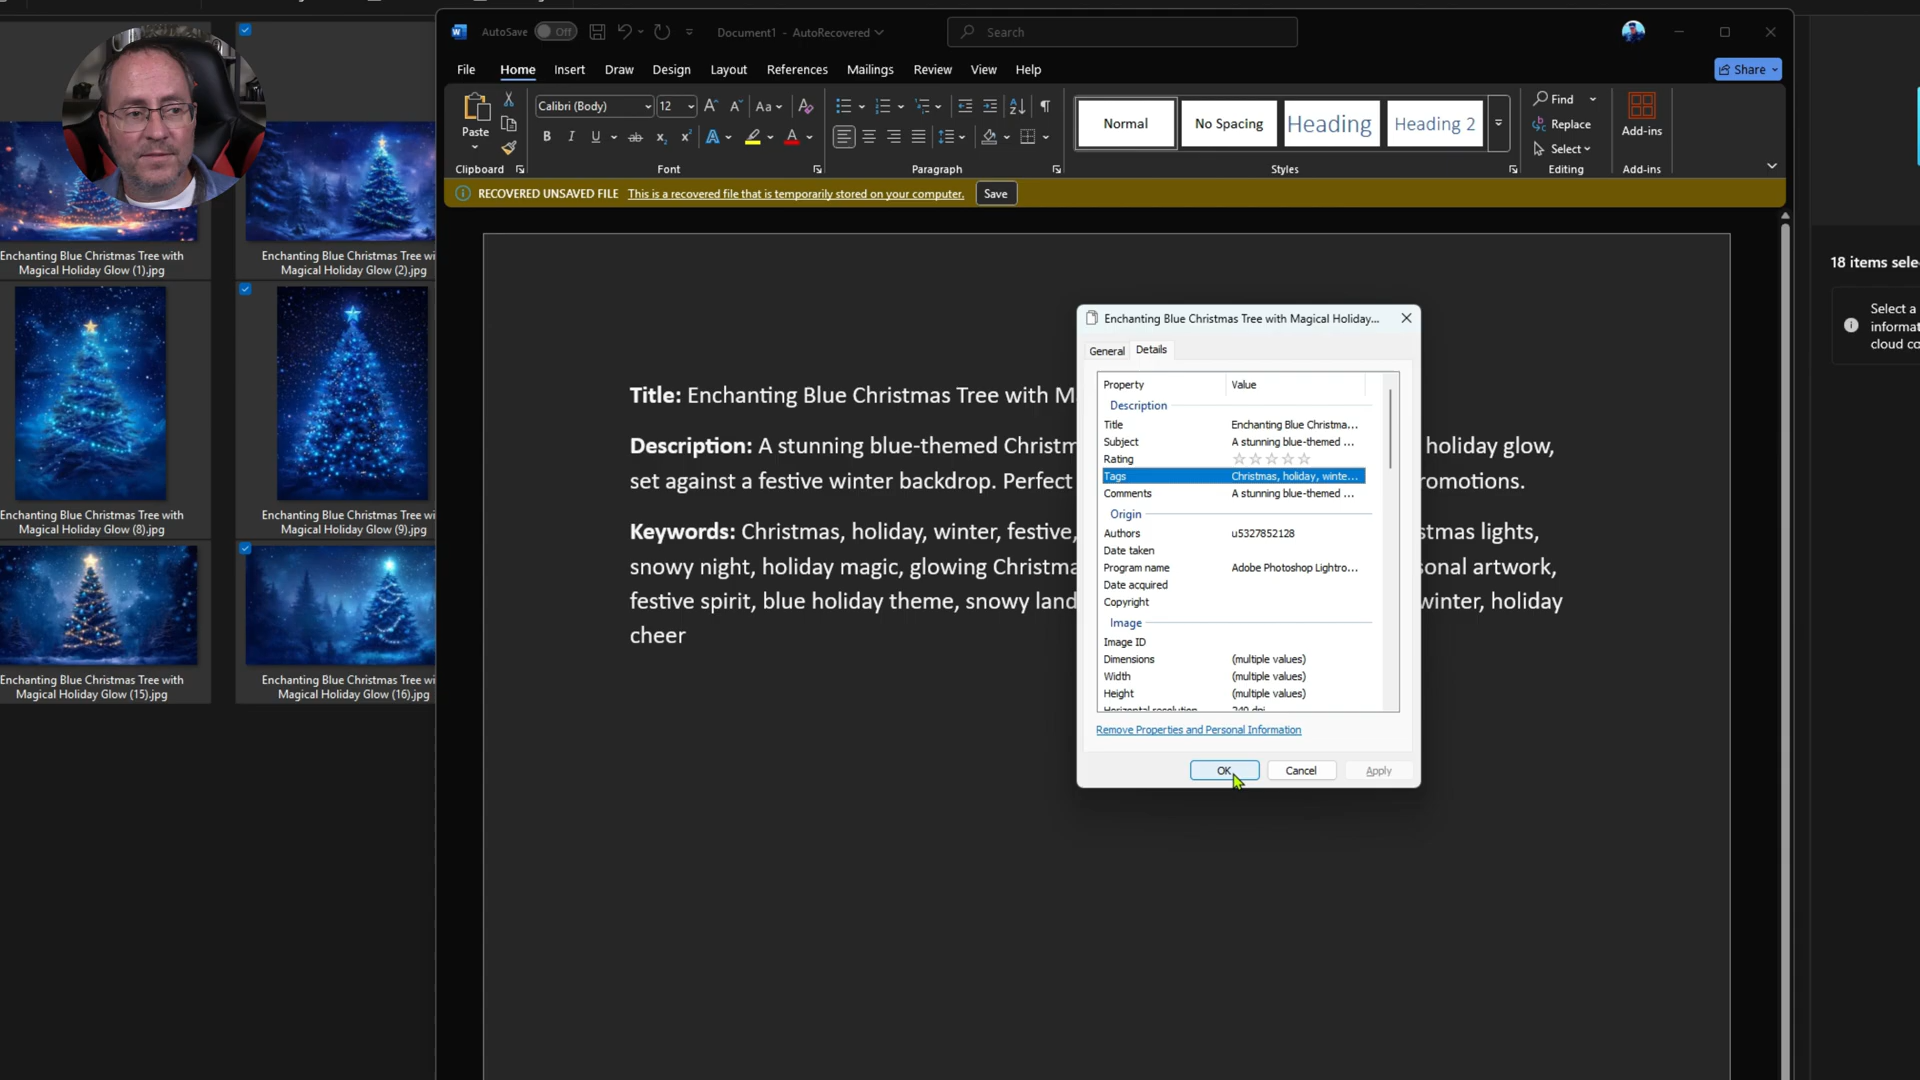 AutoSave Off Document1 - AutoRecovered Search
File Home Insert Draw Design Layout References Mailings Review View Help Share
Paste Calibri (Body) 12 Aa
Normal No Spacing Heading Heading 2
Find
Replace
Select
Add-ins
Clipboard Font Paragraph Styles Editing Add-ins
RECOVERED UNSAVED FILE This is a recovered file that is temporarily stored on your computer. Save
Enchanting Blue Christmas Tree with
Magical Holiday Glow (1).jpg
Enchanting Blue Christmas Tree wi
Magical Holiday Glow (2).jpg
Enchanting Blue Christmas Tree with
Magical Holiday Glow (8).jpg
Enchanting Blue Christmas Tree wi
Magical Holiday Glow (9).jpg
Enchanting Blue Christmas Tree with
Magical Holiday Glow (15).jpg
Enchanting Blue Christmas Tree wi
Magical Holiday Glow (16).jpg
Title: Enchanting Blue Christmas Tree with M
Description: A stunning blue-themed Christm holiday glow,
set against a festive winter backdrop. Perfect romotions.
Keywords: Christmas, holiday, winter, festive, stmas lights,
snowy night, holiday magic, glowing Christma sonal artwork,
festive spirit, blue holiday theme, snowy land winter, holiday
cheer
Enchanting Blue Christmas Tree with Magical Holiday...
General Details
Property Value
Description
Title Enchanting Blue Christma...
Subject A stunning blue-themed ...
Rating
Tags Christmas, holiday, winte...
Comments A stunning blue-themed ...
Origin
Authors u5327852128
Date taken
Program name Adobe Photoshop Lightro...
Date acquired
Copyright
Image
Image ID
Dimensions (multiple values)
Width (multiple values)
Height (multiple values)
Horizontal resolution 240 dpi
Remove Properties and Personal Information
OK Cancel Apply
18 items sele
Select a
informat
cloud co